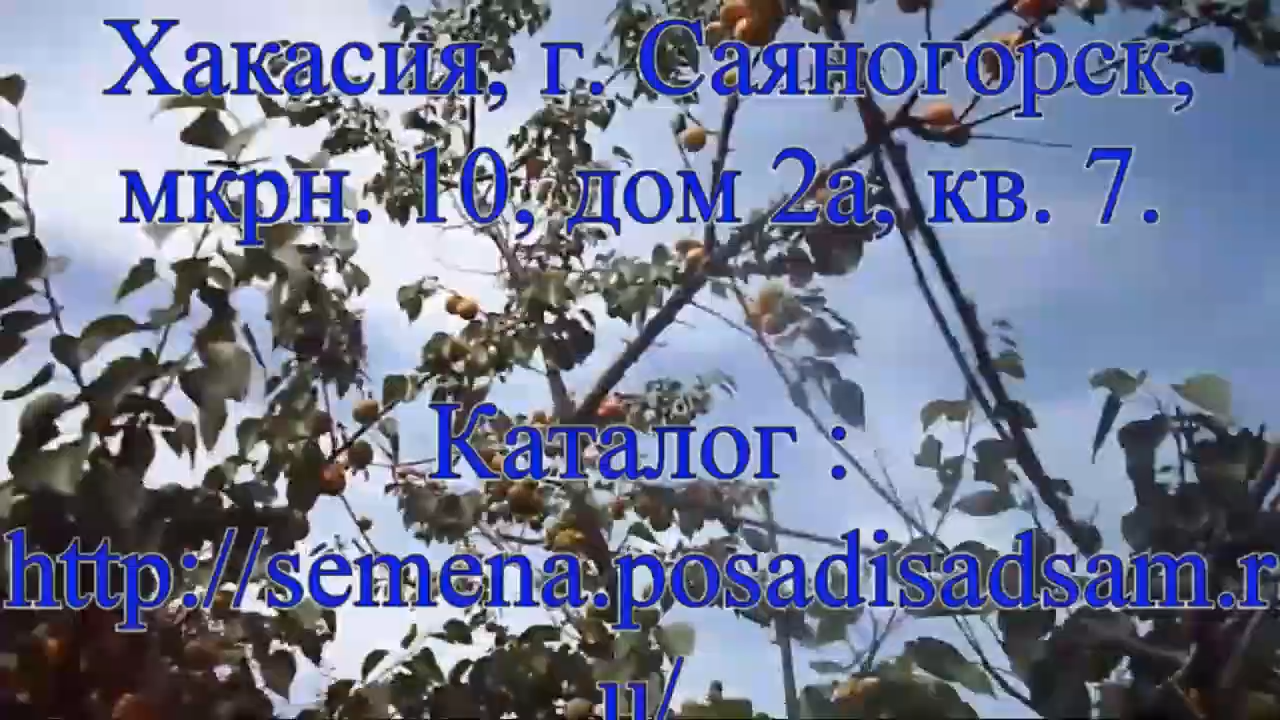 Хакасия, г. Саяногорск,
мкрн. 10, дом 2а, кв. 7.
Каталог :
http://semena.posadisadsam.r
u/